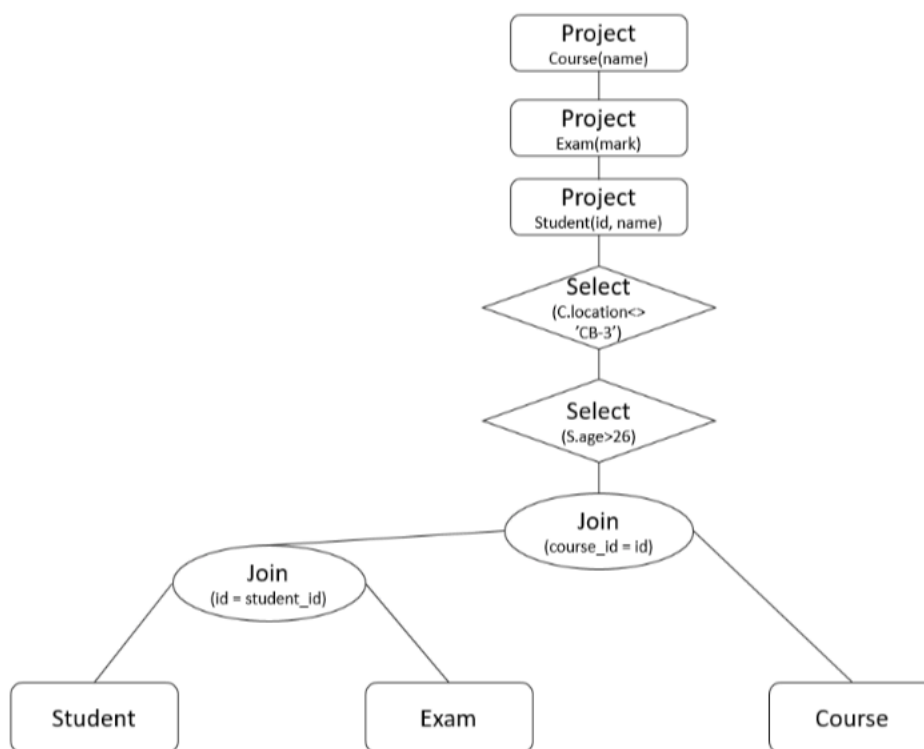 Project
Course(name)
Project
Exam(mark)
Project
Student(id, name)
Select
(C.location<>
'CB-3')
Select
(S.age>26)
Join
(course_id = id)
Join
(id = student_id)
Student
Exam
Course